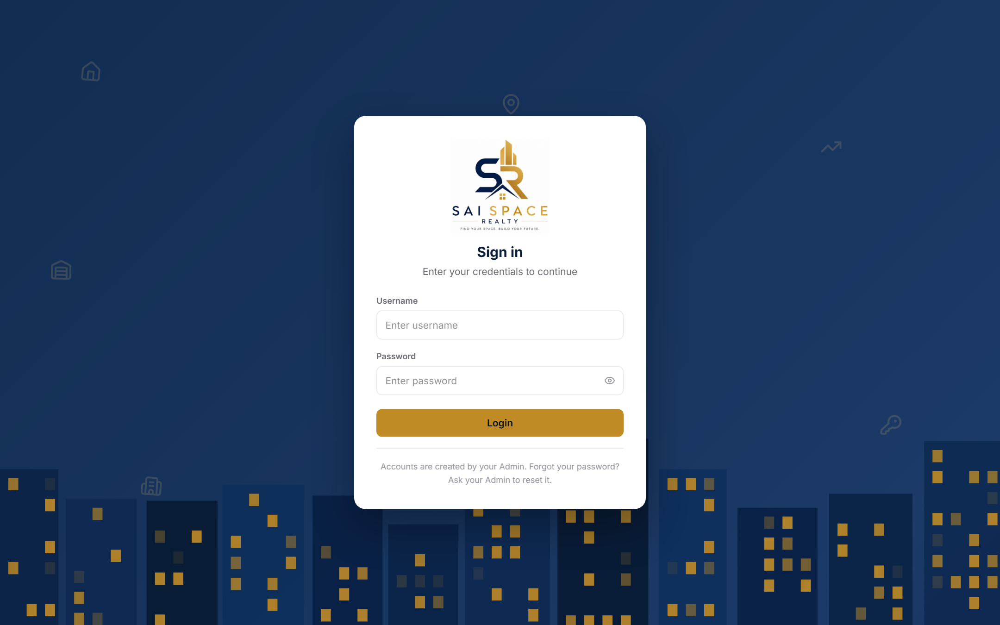 SR
SAI SPACE
REALTY
FIND YOUR SPACE. BUILD YOUR FUTURE.
Sign in
Enter your credentials to continue
Username
Enter username
Password
Enter password
Login
Accounts are created by your Admin. Forgot your password?
Ask your Admin to reset it.